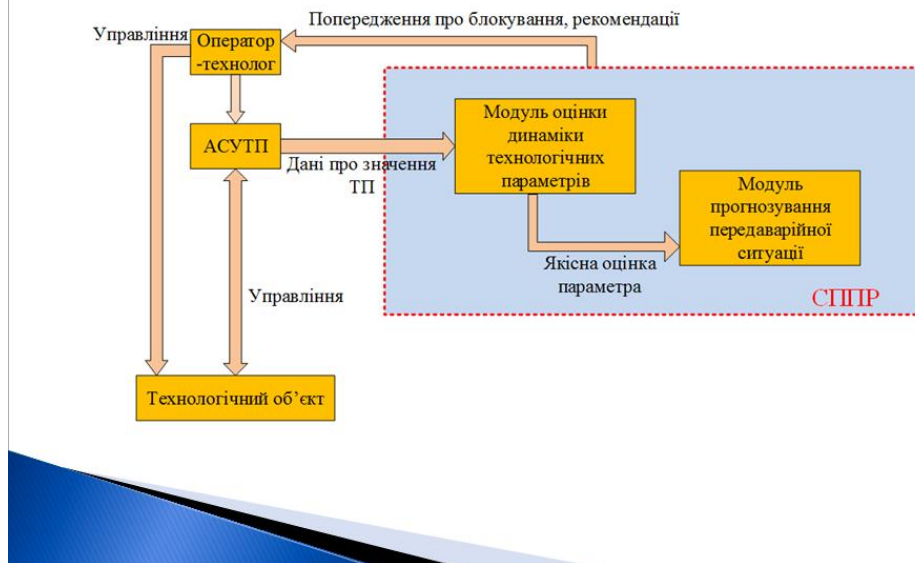 Попередження про блокування, рекомендації
Управління
Оператор
-технолог
АСУТП
Дані про значення
ТП
Модуль оцінки
динаміки
технологічних
параметрів
Модуль
прогнозування
передаварійної
ситуації
Якісна оцінка
параметра
СППР
Управління
Технологічний об’єкт